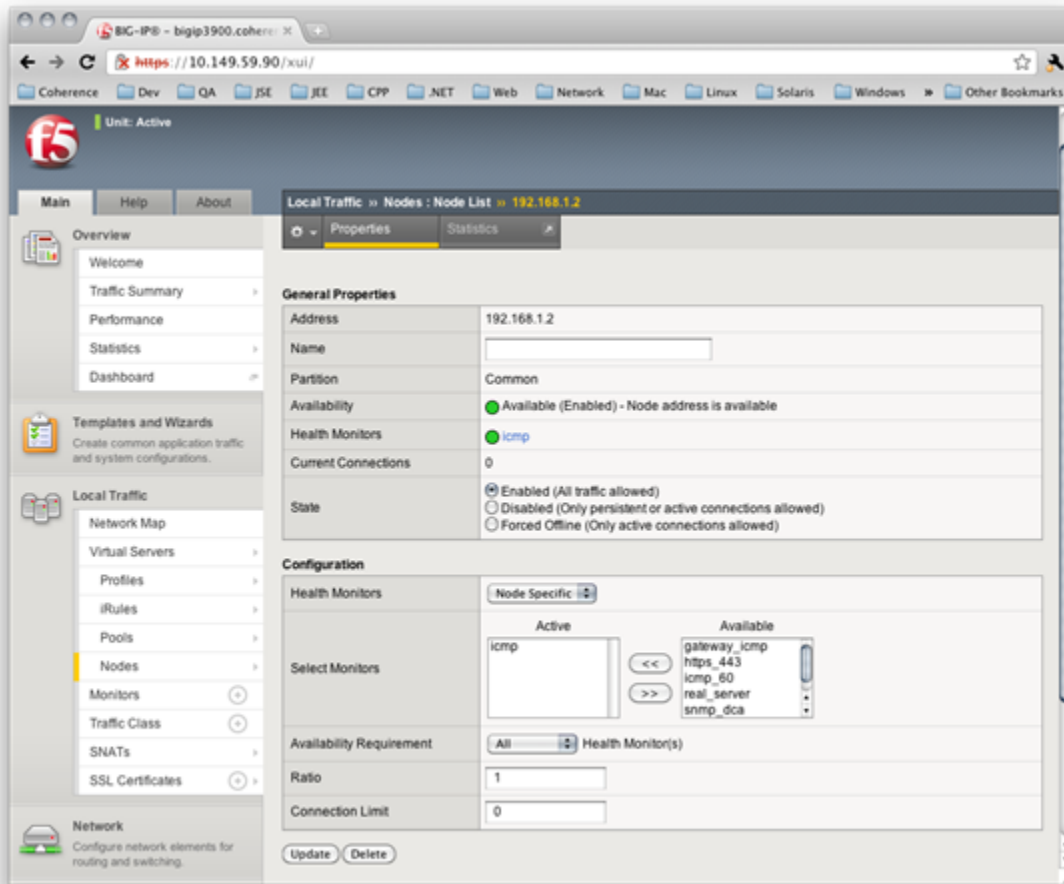 BIG-IP® - bigip3900.cohere
https://10.149.59.90/xui/
Coherence Dev QA JSE JEE CPP .NET Web Network Mac Linux Solaris Windows » Other Bookmarks
f5
Unit: Active
Main Help About
Local Traffic » Nodes : Node List » 192.168.1.2
Properties Statistics
Overview
Welcome
Traffic Summary
Performance
Statistics
Dashboard
Templates and Wizards
Create common application traffic
and system configurations.
Local Traffic
Network Map
Virtual Servers
Profiles
iRules
Pools
Nodes
Monitors
Traffic Class
SNATs
SSL Certificates
Network
Configure network elements for
routing and switching.
General Properties
Address 192.168.1.2
Name
Partition Common
Availability Available (Enabled) - Node address is available
Health Monitors icmp
Current Connections 0
State
Enabled (All traffic allowed)
Disabled (Only persistent or active connections allowed)
Forced Offline (Only active connections allowed)
Configuration
Health Monitors Node Specific
Select Monitors
Active Available
icmp
<<
>>
gateway_icmp
https_443
icmp_60
real_server
snmp_dca
Availability Requirement All Health Monitor(s)
Ratio 1
Connection Limit 0
Update Delete